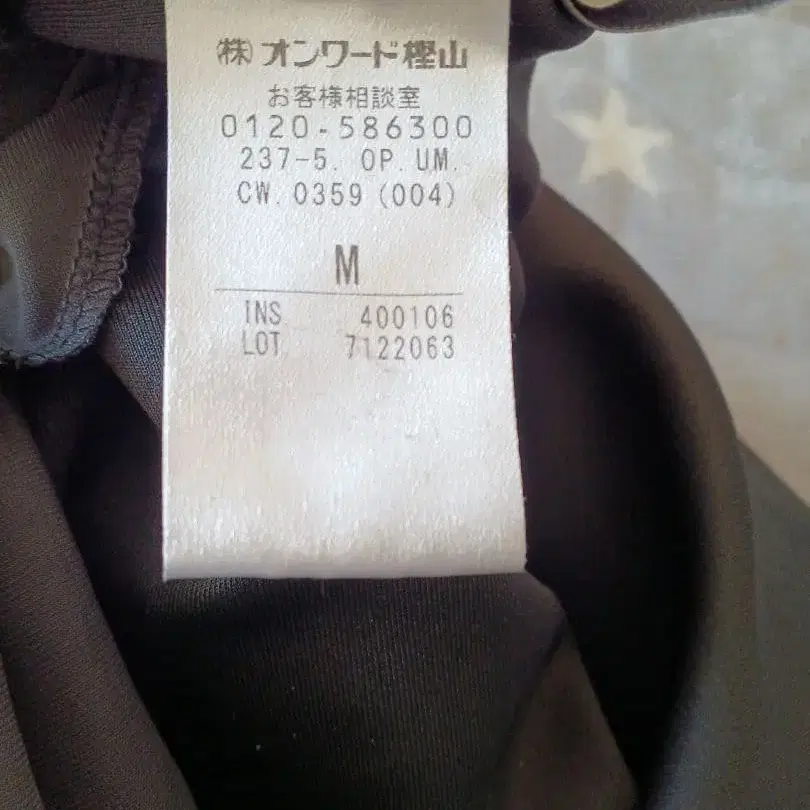 (株)オンワード樫山
お客様相談室
0120-586300
237-5. OP. UM.
CW. 0359 (004)
M
INS 400106
LOT 7122063